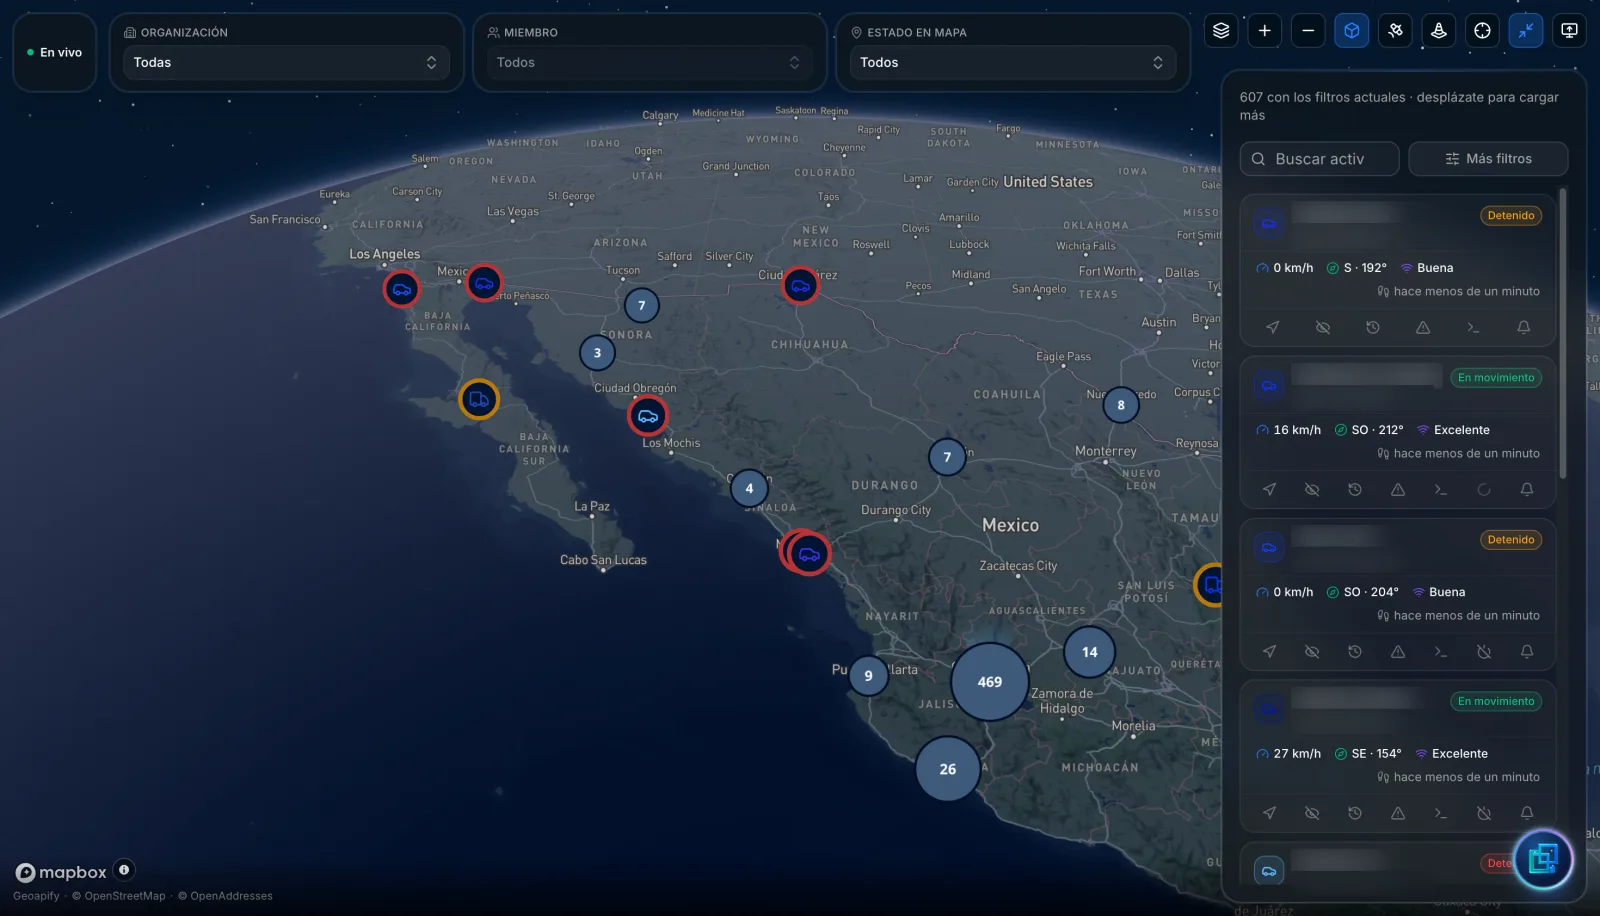 En vivo
ORGANIZACIÓN
Todas
MIEMBRO
Todos
ESTADO EN MAPA
Todos
607 con los filtros actuales · desplázate para cargar
más
Buscar activ
Más filtros
Detenido
0 km/h S · 192° Buena
hace menos de un minuto
En movimiento
16 km/h SO · 212° Excelente
hace menos de un minuto
Detenido
0 km/h SO · 204° Buena
hace menos de un minuto
En movimiento
27 km/h SE · 154° Excelente
hace menos de un minuto
Calgary
Medicine Hat
Saskatoon
Regina
WASHINGTON
IDAHO
WYOMING
Rapid City
SOUTH
DAKOTA
Fargo
MINNESOTA
Salem
OREGON
Ogden
UTAH
Grand Junction
Cheyenne
COLORADO
IOWA
Eureka
Carson City
NEVADA
St. George
Taos
Lamar
Garden City
United States
San Francisco
CALIFORNIA
Las Vegas
ARIZONA
NEW
MEXICO
Roswell
Clovis
Amarillo
Lubbock
OKLAHOMA
Wichita Falls
Los Angeles
Safford
Silver City
Tucson
Midland
Pecos
San Angelo
Fort Worth
Dallas
TEXAS
BAJA
CALIFORNIA
7
SONORA
3
CHIHUAHUA
Austin
Eagle Pass
Ciudad Obregón
COAHUILA
8
Los Mochis
BAJA
CALIFORNIA
SUR
7
Monterrey
Reynosa
NUEVO
LEÓN
4
DURANGO
Durango City
La Paz
Mexico
Cabo San Lucas
Zacatecas City
SAN LUIS
POTOSÍ
NAYARIT
AGUASCALIENTES
14
9
469
Zamora de
Hidalgo
Morelia
26
MICHOACÁN
mapbox
Geoapify · © OpenStreetMap · © OpenAddresses
de Juárez